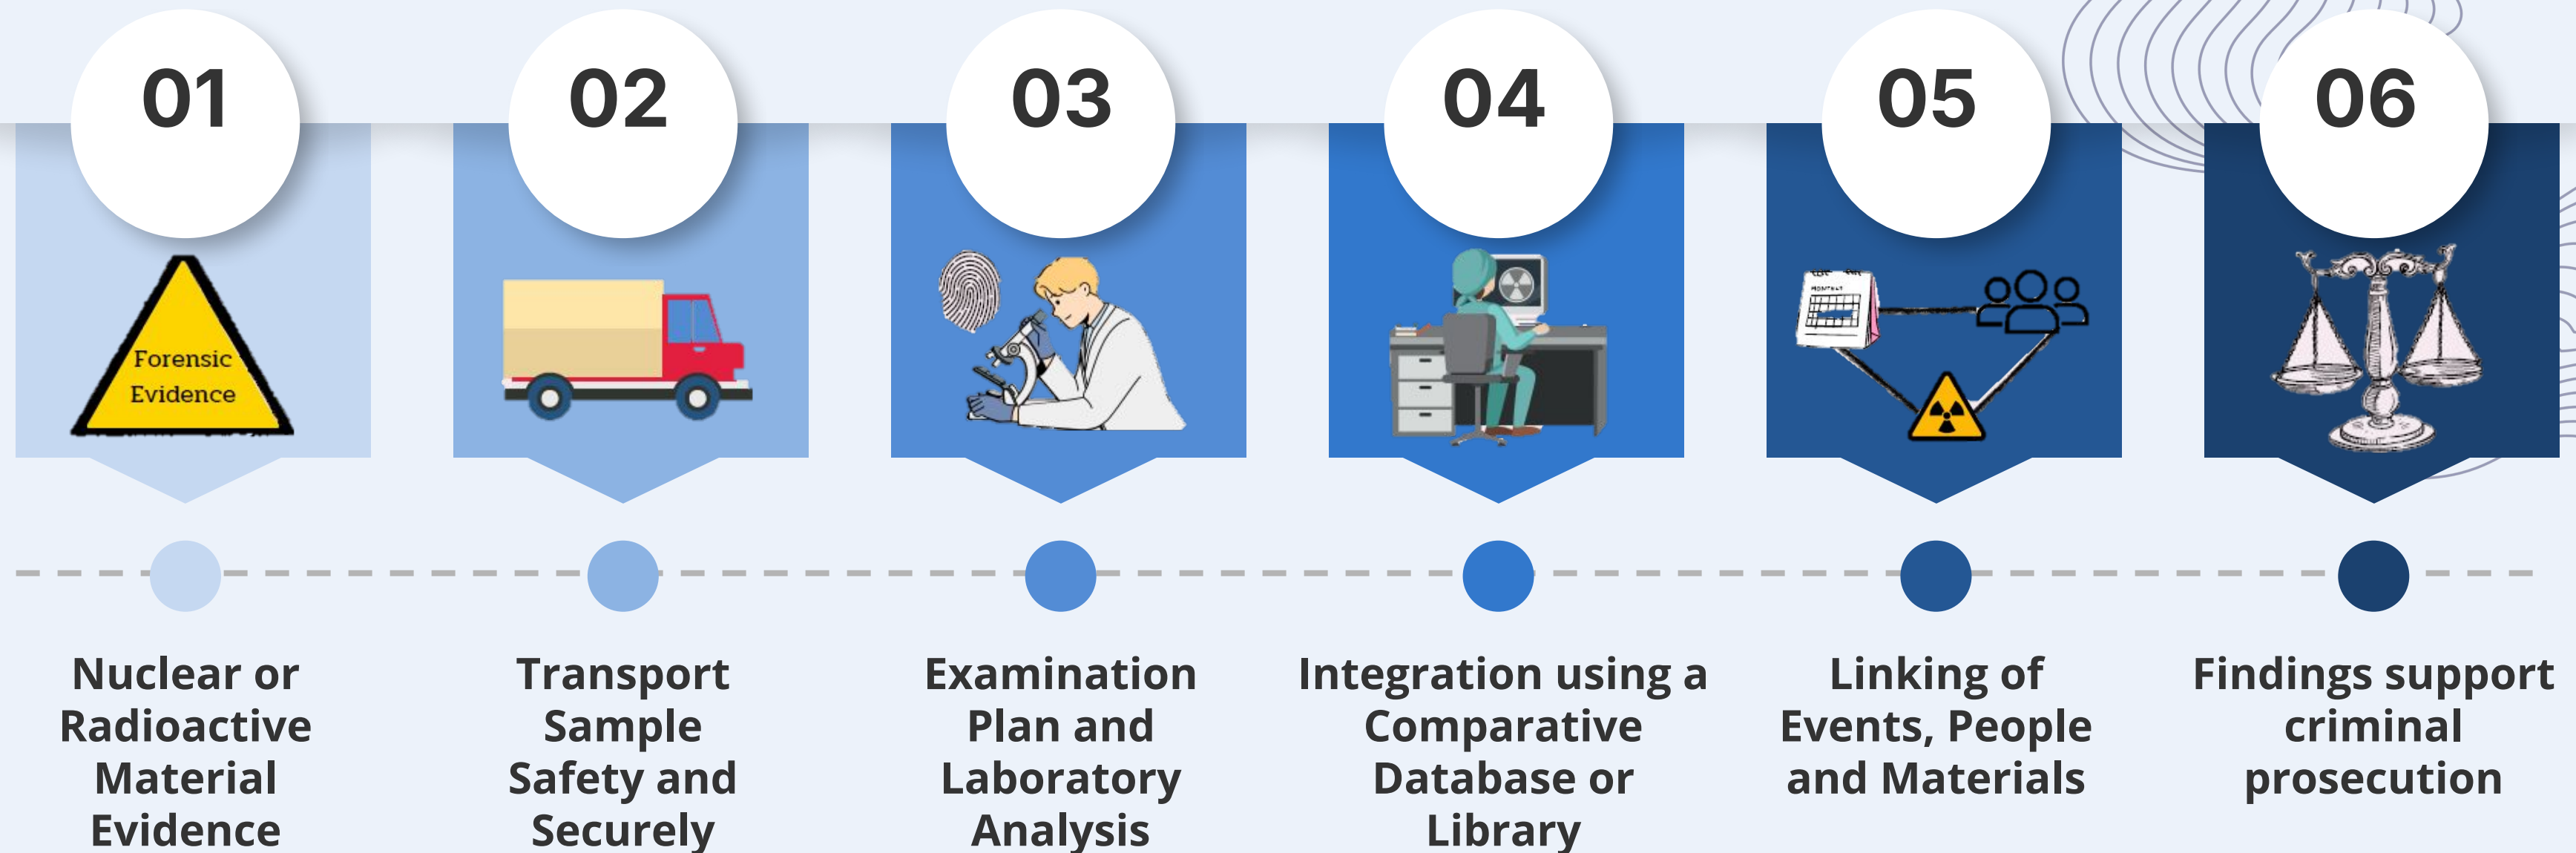 01
02
03
04
05
06
Forensic
Evidence
MONTHLY
Nuclear or
Radioactive
Material
Evidence
Transport
Sample
Safety and
Securely
Examination
Plan and
Laboratory
Analysis
Integration using a
Comparative
Database or
Library
Linking of
Events, People
and Materials
Findings support
criminal
prosecution